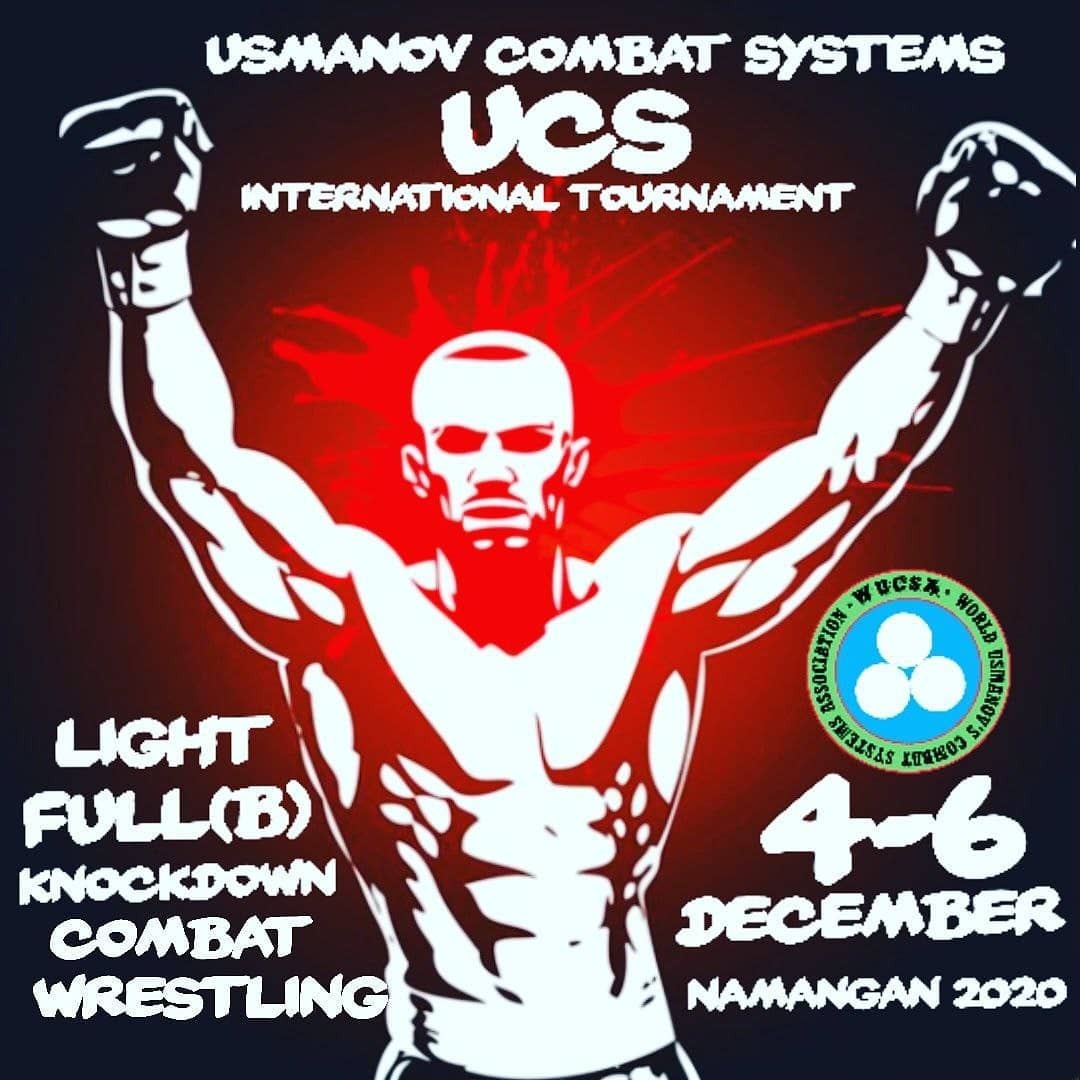 USMANOV COMBAT SYSTEMS
UCS
INTERNATIONAL TOURNAMENT
· WUCSA · WORLD USMANOV'S COMBAT SYSTEMS ASSOCIATION
LIGHT
FULL(B)
KNOCKDOWN
COMBAT
WRESTLING
4-6
DECEMBER
NAMANGAN 2020